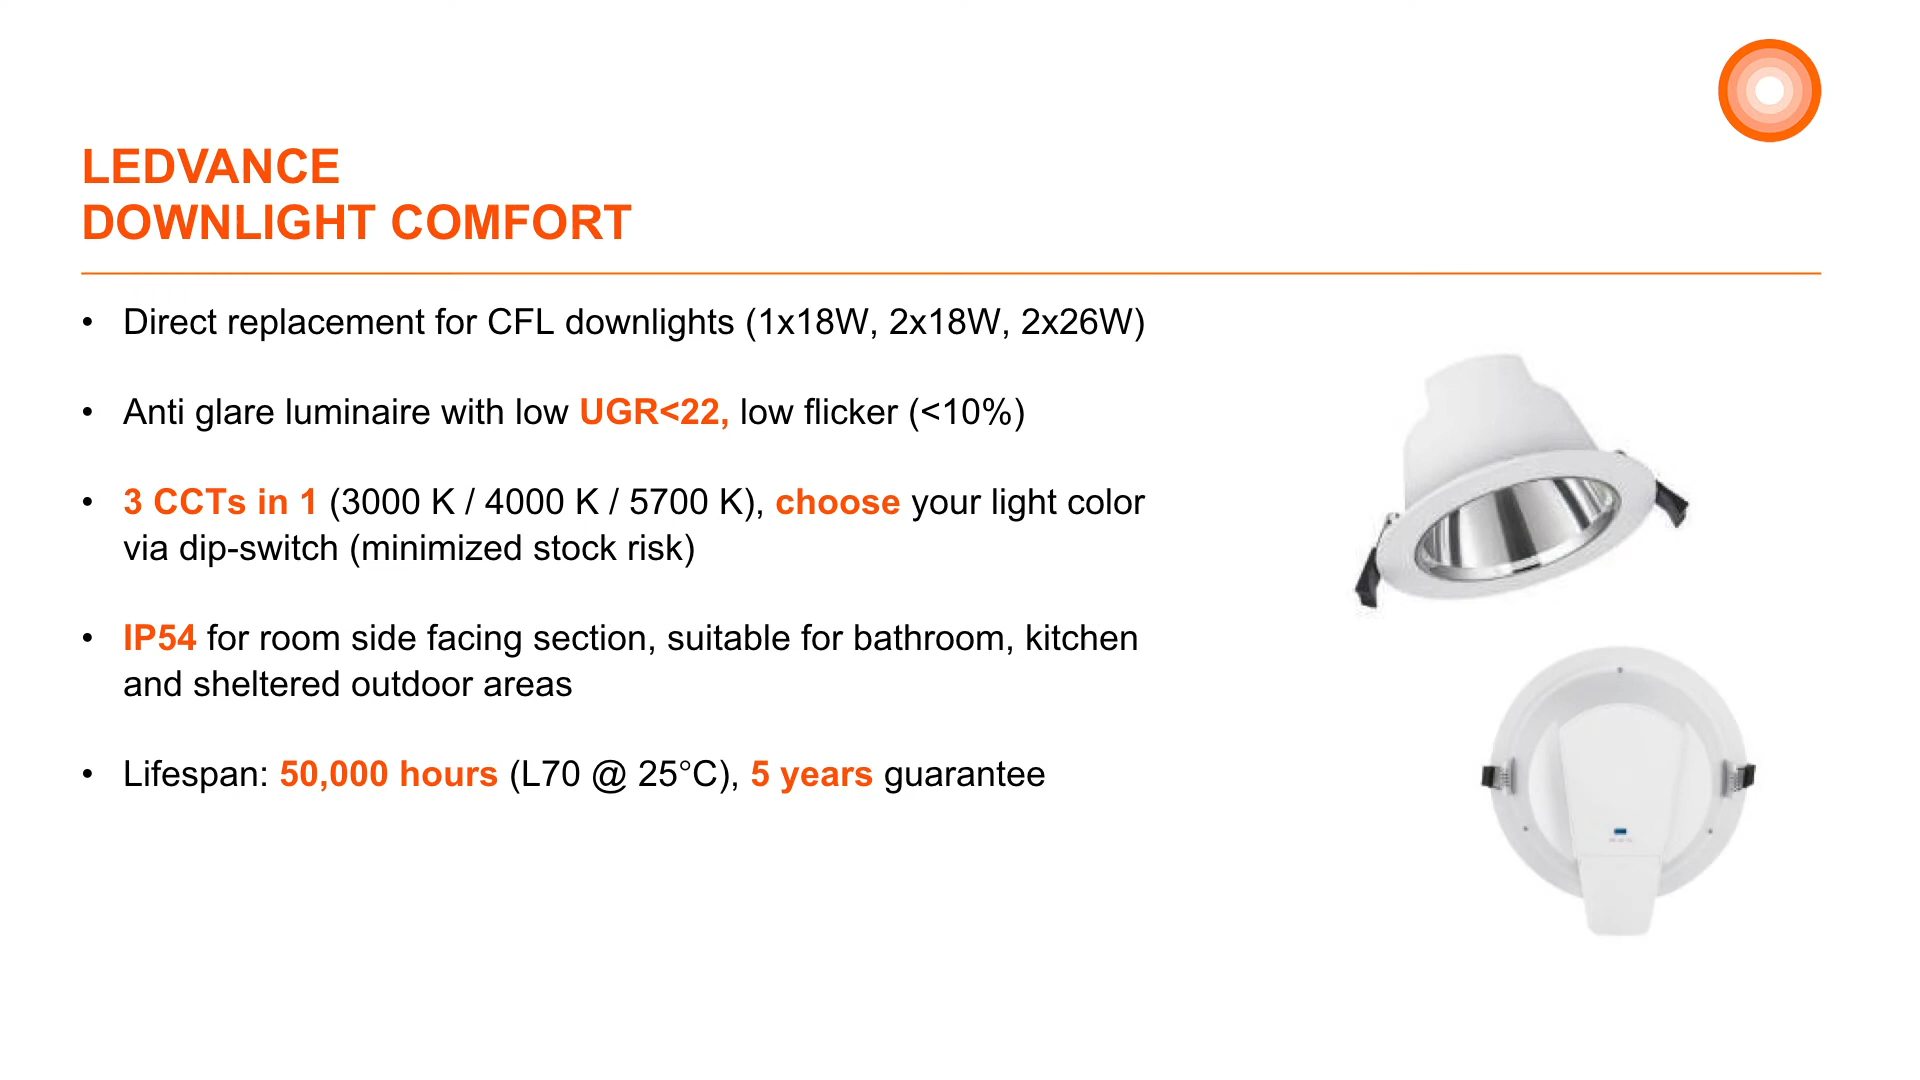 LEDVANCE
DOWNLIGHT COMFORT
• Direct replacement for CFL downlights (1x18W, 2x18W, 2x26W)
• Anti glare luminaire with low UGR<22, low flicker (<10%)
• 3 CCTs in 1 (3000 K / 4000 K / 5700 K), choose your light color
via dip-switch (minimized stock risk)
• IP54 for room side facing section, suitable for bathroom, kitchen
and sheltered outdoor areas
• Lifespan: 50,000 hours (L70 @ 25°C), 5 years guarantee